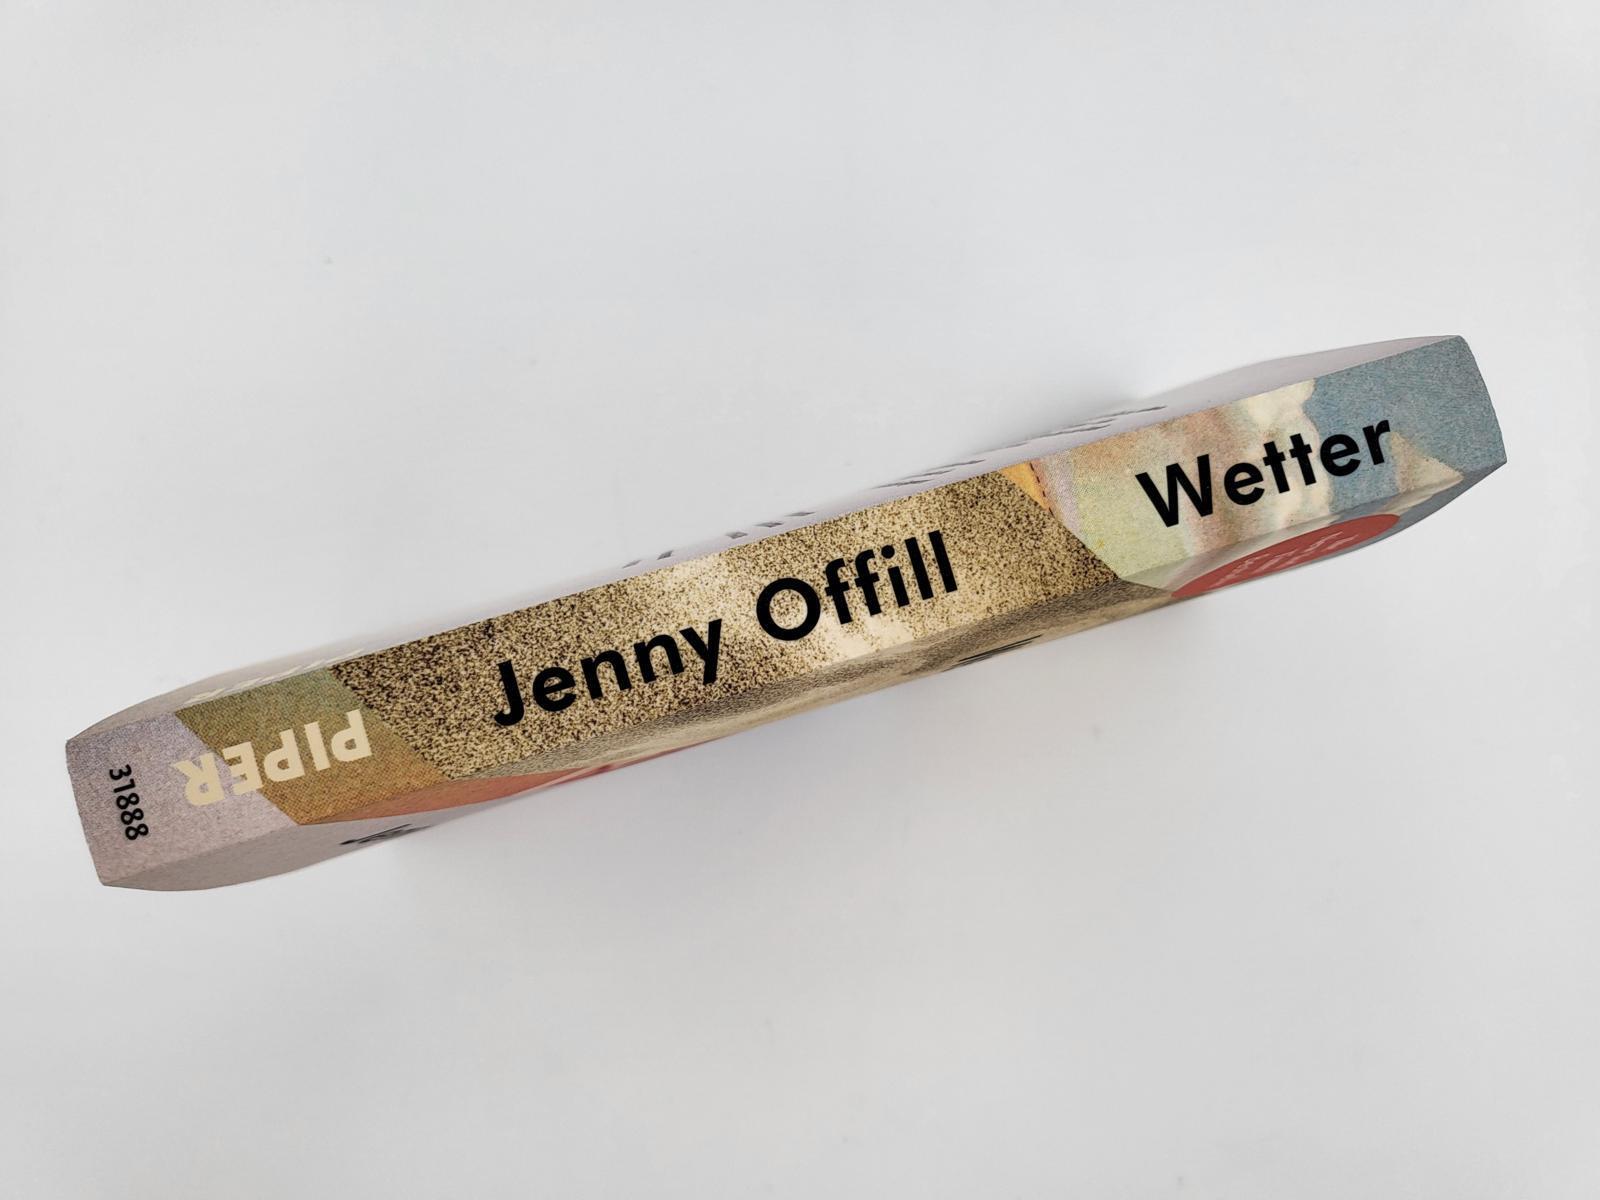 Jenny Offill
Wetter
PIPER
31888